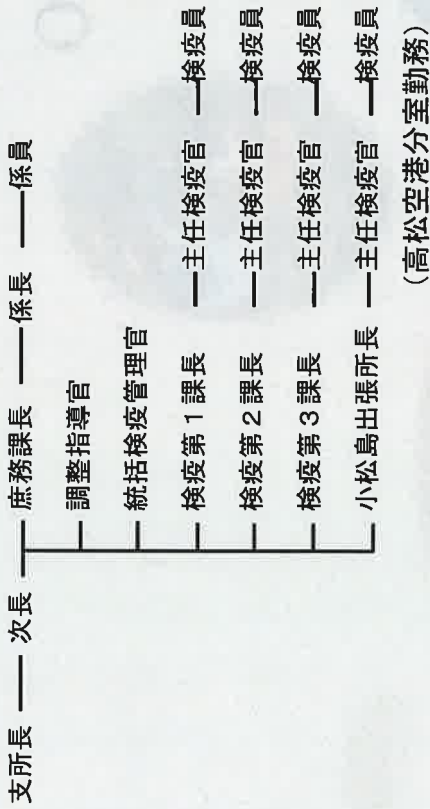 支所長 次長 庶務課長 係長 係員
調整指導官
統括検疫管理官
検疫第1課長 主任検疫官 検疫員
検疫第2課長 主任検疫官 検疫員
検疫第3課長 主任検疫官 検疫員
小松島出張所長 主任検疫官 検疫員
(高松空港分室勤務)